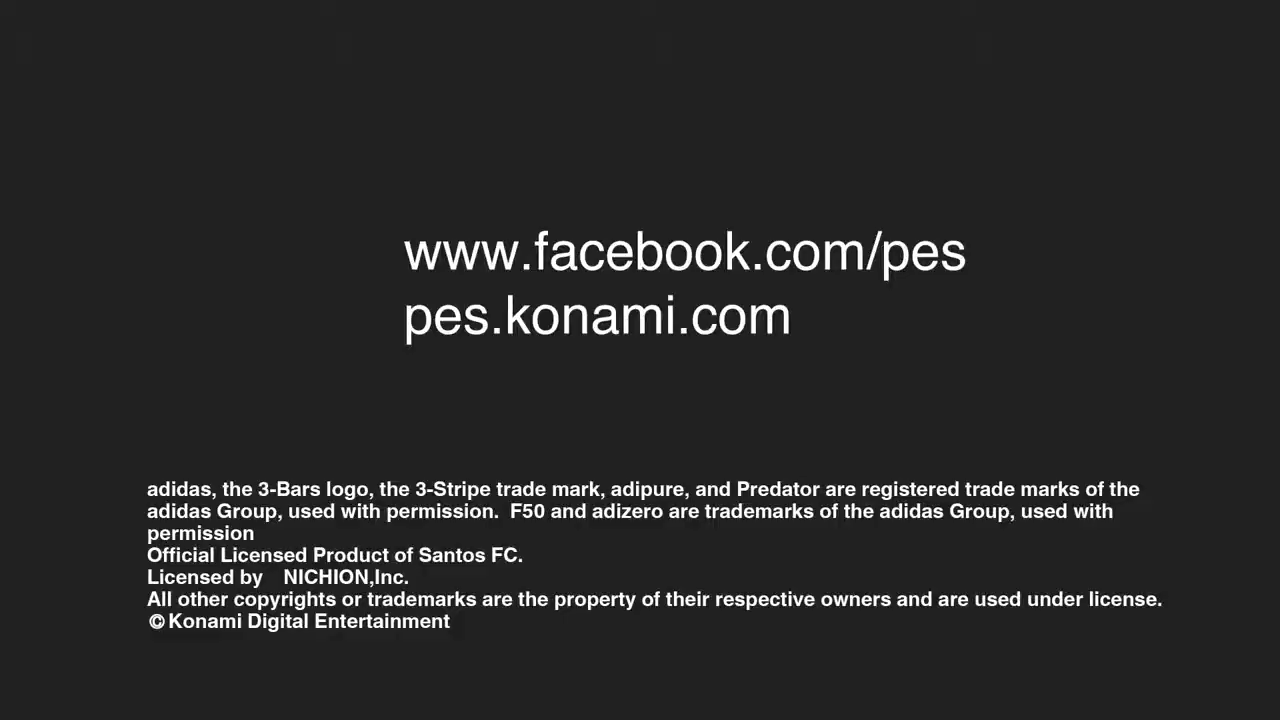 www.facebook.com/pes
pes.konami.com
adidas, the 3-Bars logo, the 3-Stripe trade mark, adipure, and Predator are registered trade marks of the
adidas Group, used with permission.  F50 and adizero are trademarks of the adidas Group, used with
permission
Official Licensed Product of Santos FC.
Licensed by    NICHION,Inc.
All other copyrights or trademarks are the property of their respective owners and are used under license.
©Konami Digital Entertainment